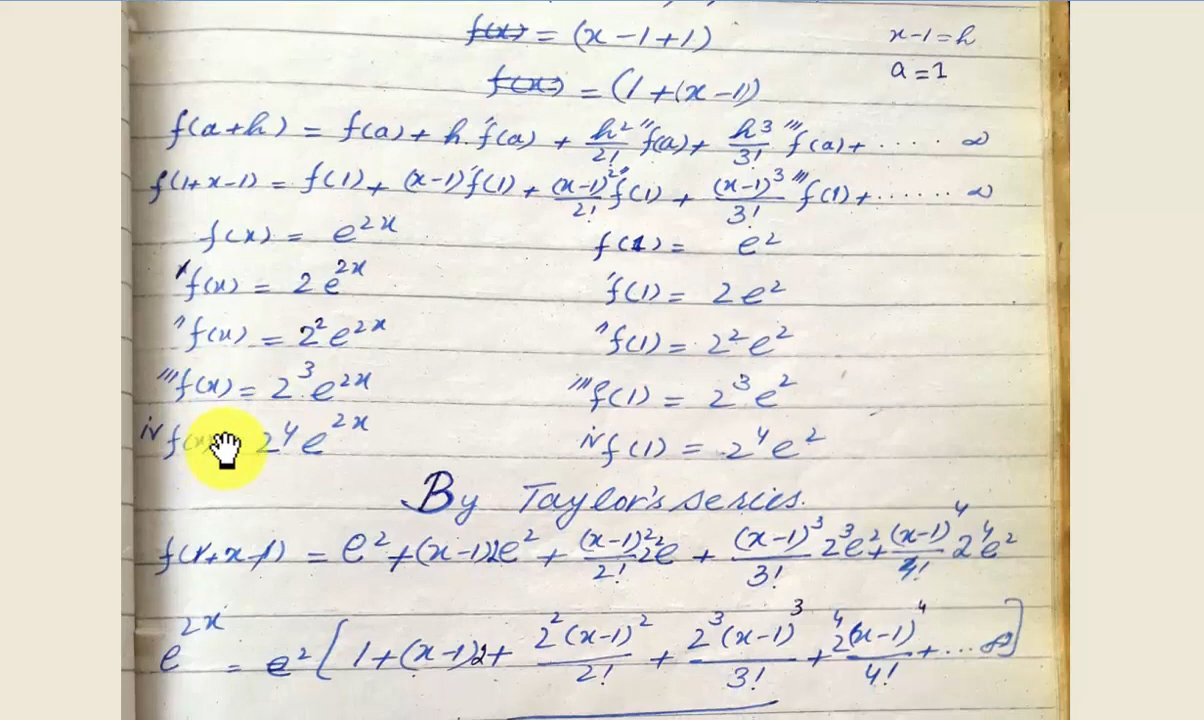 f(x) = (x-1+1) x-1=h
f(x) = (1+(x-1)) a=1
f(a+h) = f(a) + h.f'(a) + h²/2! f''(a) + h³/3! f'''(a) + ..... ∞
f(1+x-1) = f(1) + (x-1)f'(1) + (x-1)²/2! f''(1) + (x-1)³/3! f'''(1) + ...... ∞
f(x) = e^2x f(1) = e²
'f(x) = 2e^2x 'f(1) = 2e²
''f(x) = 2²e^2x ''f(1) = 2²e²
'''f(x) = 2³e^2x '''f(1) = 2³e²
iv f(x) 2⁴e^2x iv f(1) = 2⁴e²
By Taylor's series.
f(1+x-1) = e² + (x-1)2e² + (x-1)²/2! 2²e + (x-1)³/3! 2³e² + (x-1)⁴/4! 2⁴e²
e^2x = e² [1+(x-1)2+ 2²(x-1)²/2! + 2³(x-1)³/3! + 2⁴(x-1)⁴/4! + ... ∞]